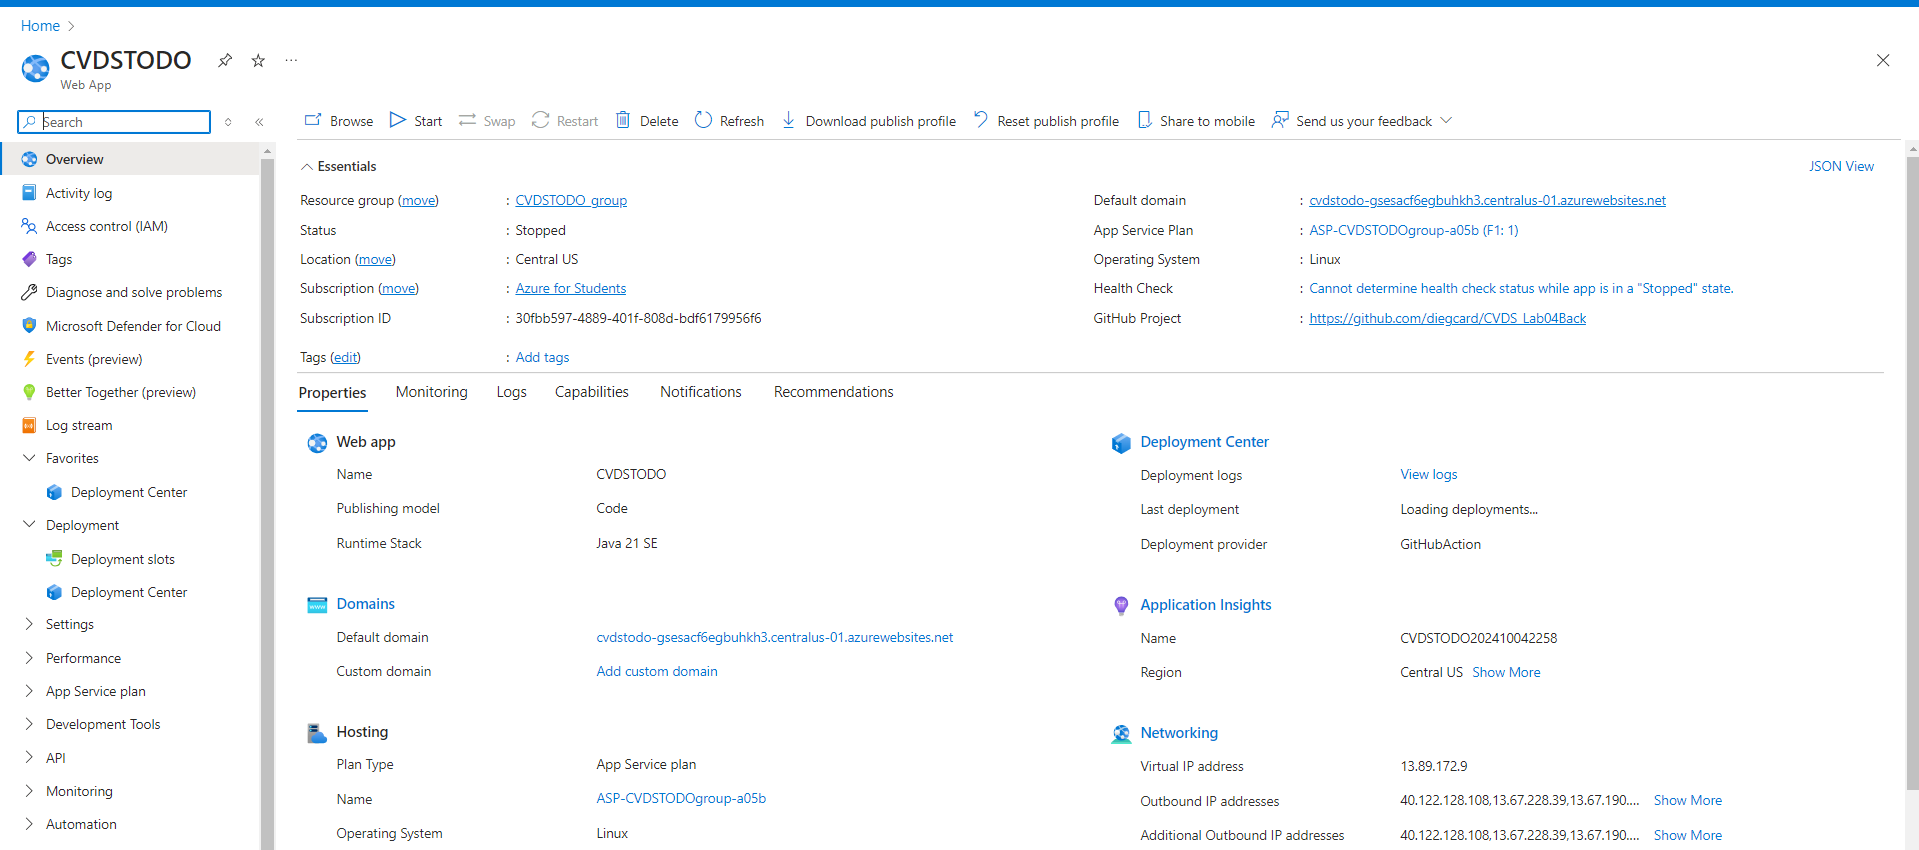 Home
CVDSTODO
Web App
Search
Browse Start Swap Restart Delete Refresh Download publish profile Reset publish profile Share to mobile Send us your feedback
Overview
Activity log
Access control (IAM)
Tags
Diagnose and solve problems
Microsoft Defender for Cloud
Events (preview)
Better Together (preview)
Log stream
Favorites
Deployment Center
Deployment
Deployment slots
Deployment Center
Settings
Performance
App Service plan
Development Tools
API
Monitoring
Automation
Essentials
JSON View
Resource group (move) : CVDSTODO_group
Status : Stopped
Location (move) : Central US
Subscription (move) : Azure for Students
Subscription ID : 30fbb597-4889-401f-808d-bdf6179956f6
Tags (edit) : Add tags
Default domain : cvdstodo-gsesacf6egbuhkh3.centralus-01.azurewebsites.net
App Service Plan : ASP-CVDSTODOgroup-a05b (F1: 1)
Operating System : Linux
Health Check : Cannot determine health check status while app is in a "Stopped" state.
GitHub Project : https://github.com/diegcard/CVDS_Lab04Back
Properties Monitoring Logs Capabilities Notifications Recommendations
Web app
Name CVDSTODO
Publishing model Code
Runtime Stack Java 21 SE
Domains
Default domain cvdstodo-gsesacf6egbuhkh3.centralus-01.azurewebsites.net
Custom domain Add custom domain
Hosting
Plan Type App Service plan
Name ASP-CVDSTODOgroup-a05b
Operating System Linux
Deployment Center
Deployment logs View logs
Last deployment Loading deployments...
Deployment provider GitHubAction
Application Insights
Name CVDSTODO202410042258
Region Central US Show More
Networking
Virtual IP address 13.89.172.9
Outbound IP addresses 40.122.128.108,13.67.228.39,13.67.190.... Show More
Additional Outbound IP addresses 40.122.128.108,13.67.228.39,13.67.190.... Show More